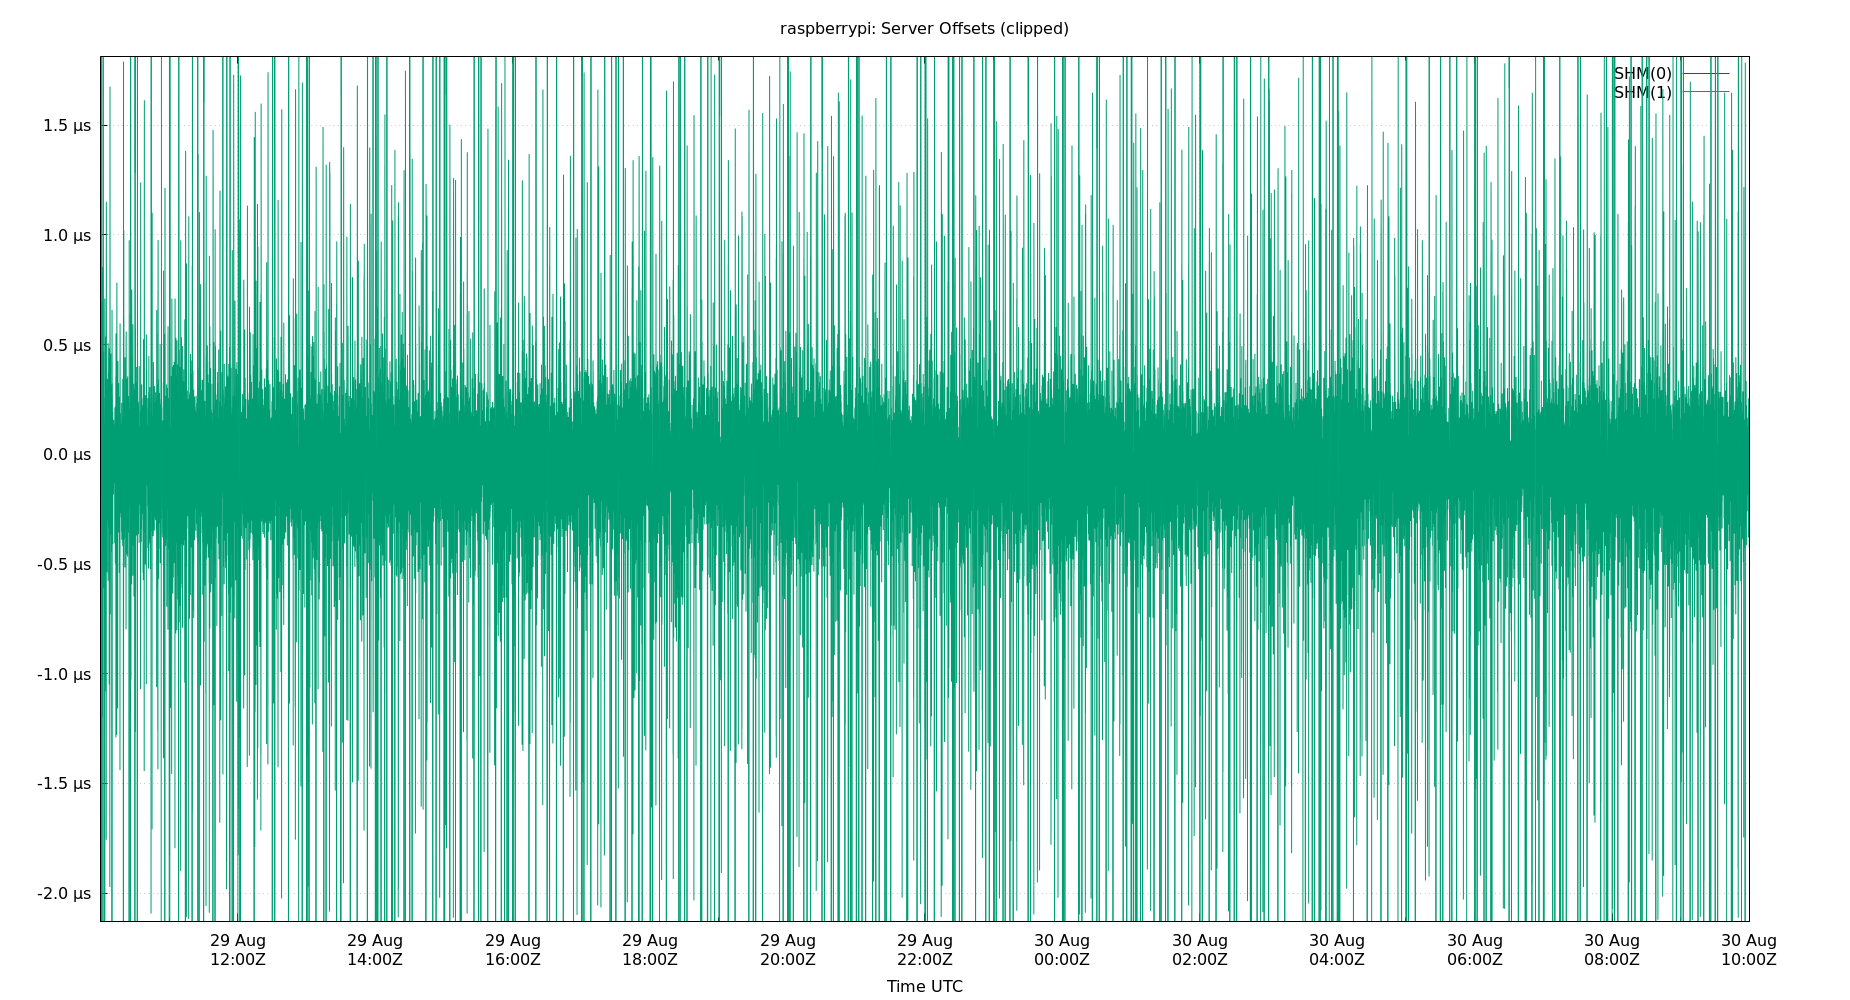 raspberrypi: Server Offsets (clipped)
SHM(0)
SHM(1)
1.5 µs
1.0 µs
0.5 µs
0.0 µs
-0.5 µs
-1.0 µs
-1.5 µs
-2.0 µs
29 Aug 29 Aug 29 Aug 29 Aug 29 Aug 29 Aug 30 Aug 30 Aug 30 Aug 30 Aug 30 Aug 30 Aug
12:00Z 14:00Z 16:00Z 18:00Z 20:00Z 22:00Z 00:00Z 02:00Z 04:00Z 06:00Z 08:00Z 10:00Z
Time UTC